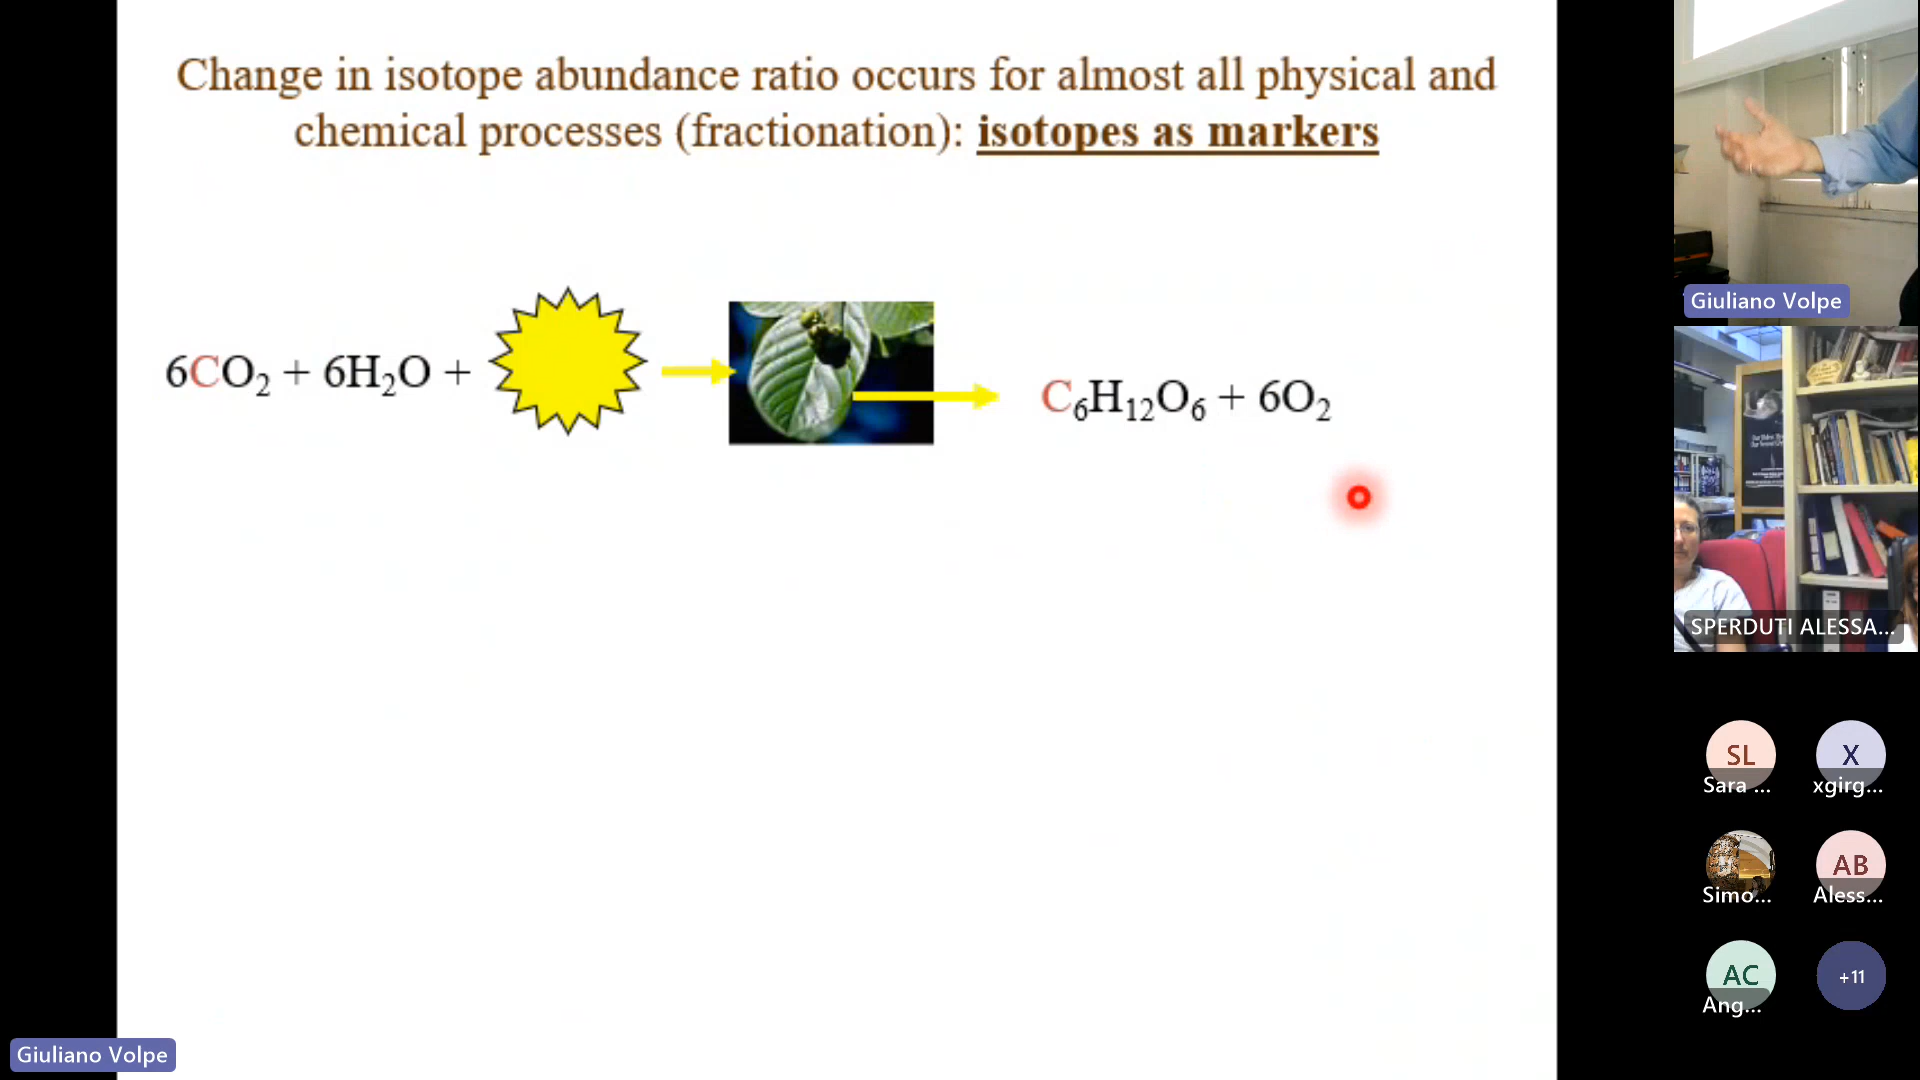 Change in isotope abundance ratio occurs for almost all physical and
chemical processes (fractionation): isotopes as markers
6CO₂ + 6H₂O +
C₆H₁₂O₆ + 6O₂
Giuliano Volpe
SPERDUTI ALESSA...
SL
Sara ...
X
xgirg...
Simo...
AB
Aless...
AC
Ang...
+11
Giuliano Volpe